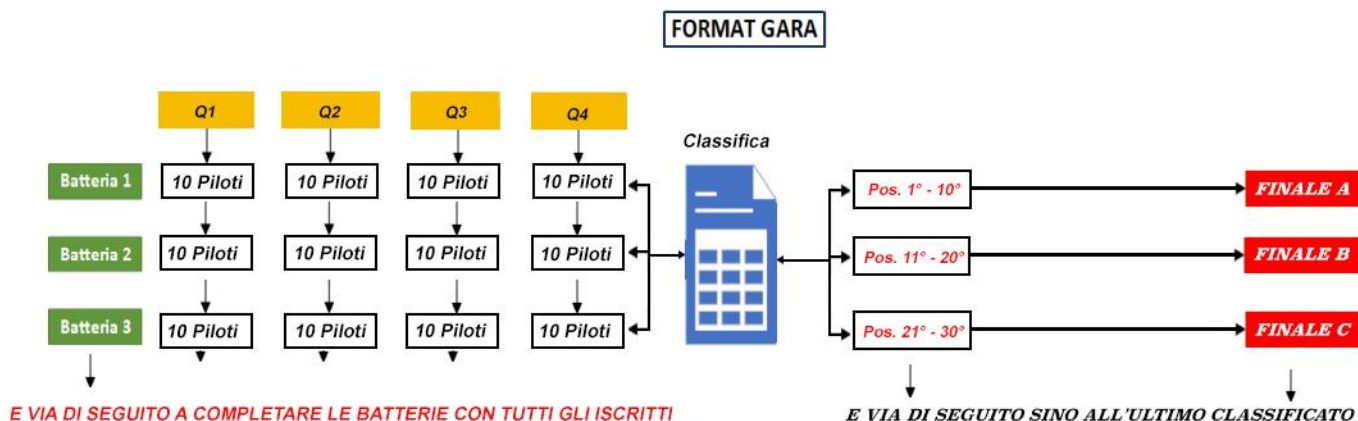 FORMAT GARA
Q1 Q2 Q3 Q4
Classifica
Batteria 1 10 Piloti 10 Piloti 10 Piloti 10 Piloti Pos. 1° - 10° FINALE A
Batteria 2 10 Piloti 10 Piloti 10 Piloti 10 Piloti Pos. 11° - 20° FINALE B
Batteria 3 10 Piloti 10 Piloti 10 Piloti 10 Piloti Pos. 21° - 30° FINALE C
E VIA DI SEGUITO A COMPLETARE LE BATTERIE CON TUTTI GLI ISCRITTI E VIA DI SEGUITO SINO ALL'ULTIMO CLASSIFICATO